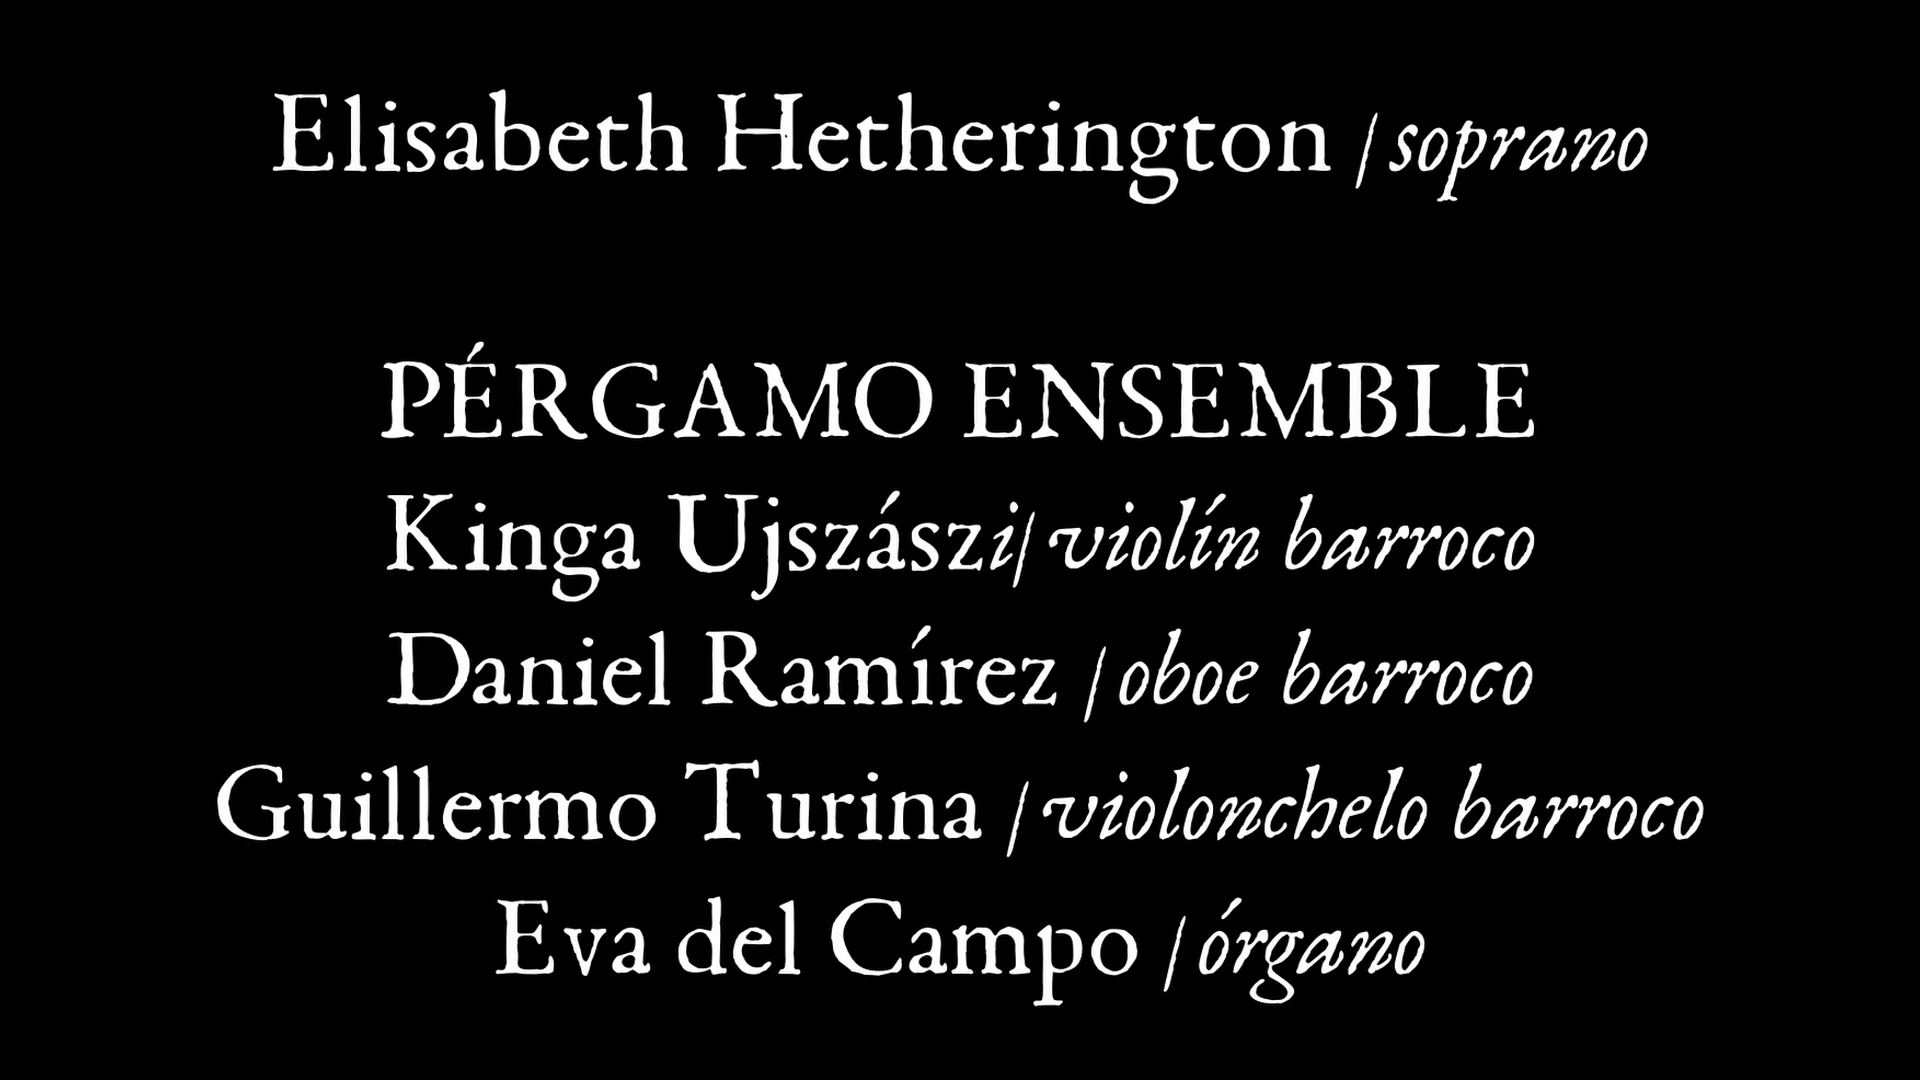 Elisabeth Hetherington / soprano
PÉRGAMO ENSEMBLE
Kinga Ujszászi/ violín barroco
Daniel Ramírez / oboe barroco
Guillermo Turina / violonchelo barroco
Eva del Campo / órgano